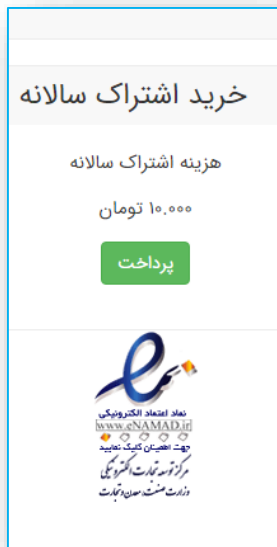 خرید اشتراک سالانه
هزینه اشتراک سالانه
۱۰.۰۰۰ تومان
پرداخت
نماد اعتماد الکترونیکی
www.eNAMAD.ir
جهت اطمینان کلیک نمایید
مرکز توسعه تجارت الکترونیکی
وزارت صنعت، معدن و تجارت